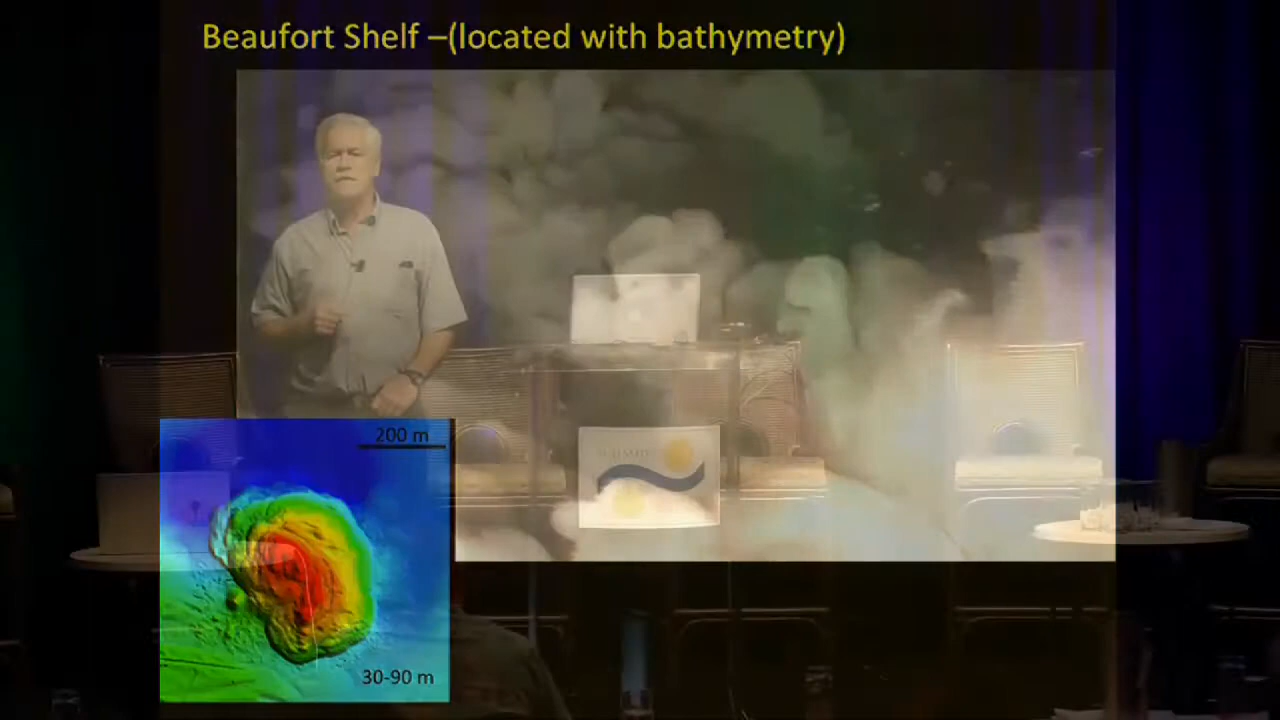 Beaufort Shelf –(located with bathymetry)
200 m
30-90 m